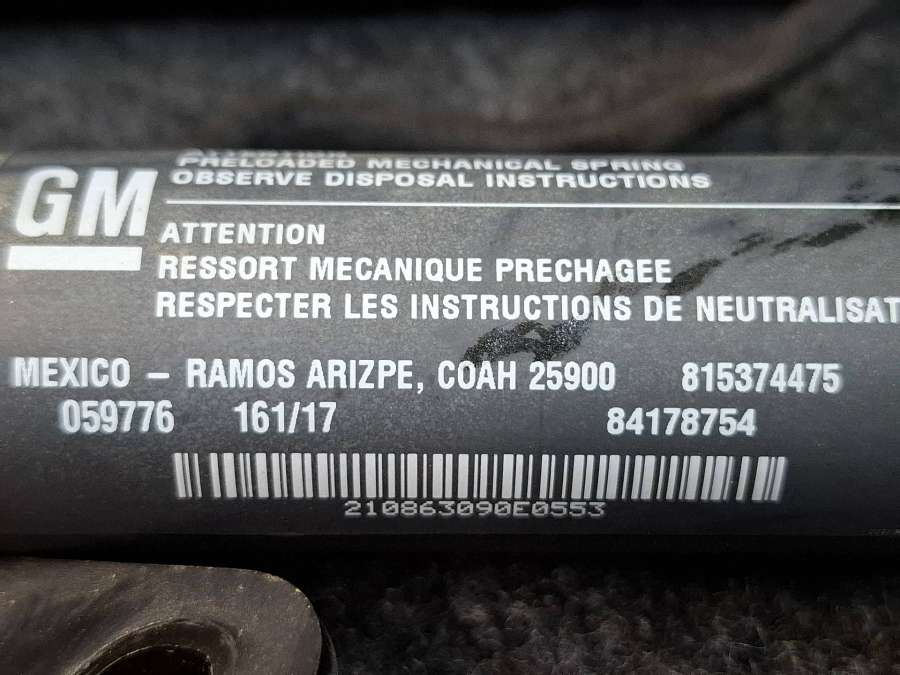 ATTENTION
PRELOADED MECHANICAL SPRING
OBSERVE DISPOSAL INSTRUCTIONS
GM
ATTENTION
RESSORT MECANIQUE PRECHAGEE
RESPECTER LES INSTRUCTIONS DE NEUTRALISAT
MEXICO – RAMOS ARIZPE, COAH 25900 815374475
059776 161/17 84178754
210863090E0553